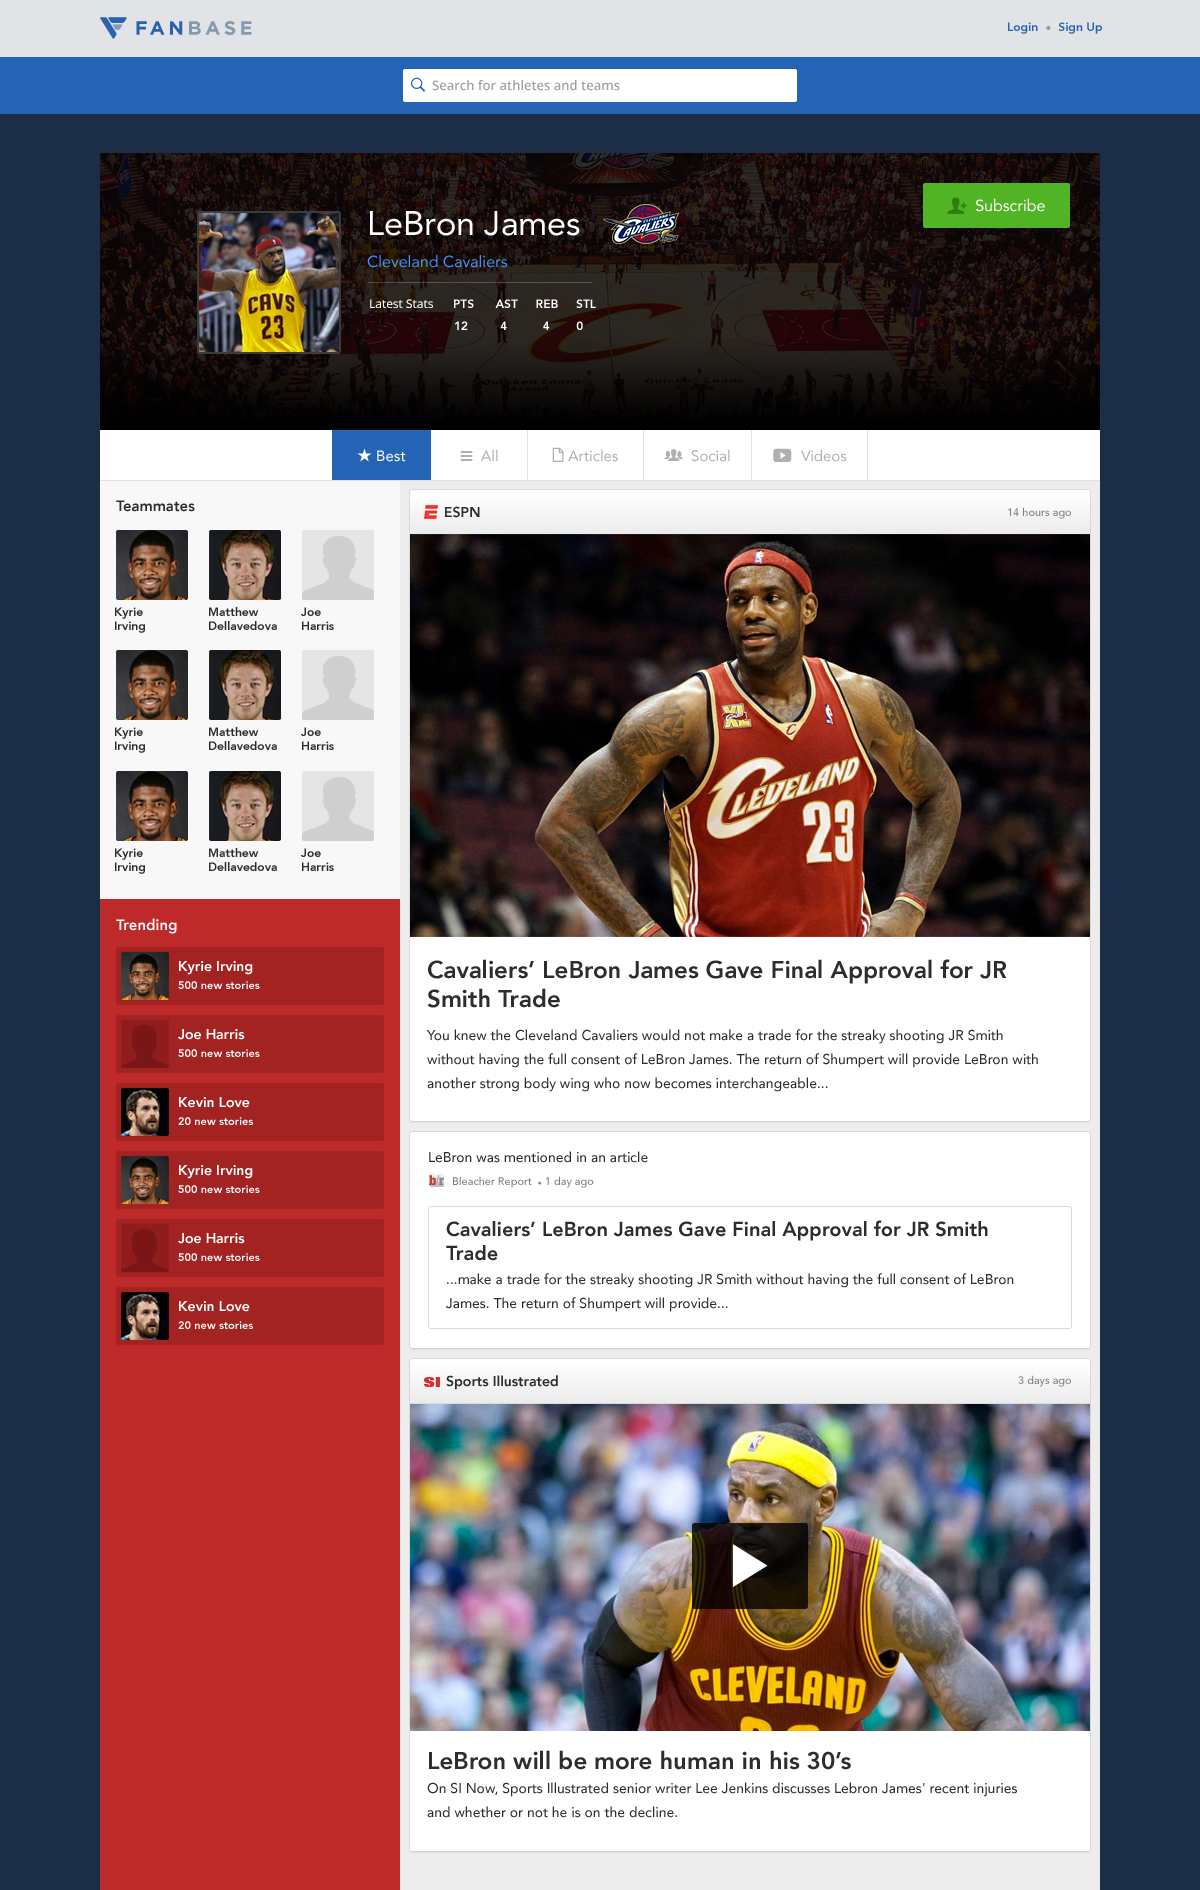 FANBASE
Login • Sign Up
Search for athletes and teams
LeBron James
CAVALIERS
Subscribe
Cleveland Cavaliers
CAVS
23
Latest Stats PTS AST REB STL
12 4 4 0
Quicken Loans Quicken Loans
Best All Articles Social Videos
Teammates
Kyrie
Irving
Matthew
Dellavedova
Joe
Harris
Kyrie
Irving
Matthew
Dellavedova
Joe
Harris
Kyrie
Irving
Matthew
Dellavedova
Joe
Harris
Trending
Kyrie Irving
500 new stories
Joe Harris
500 new stories
Kevin Love
20 new stories
Kyrie Irving
500 new stories
Joe Harris
500 new stories
Kevin Love
20 new stories
ESPN
14 hours ago
CLEVELAND
23
Cavaliers’ LeBron James Gave Final Approval for JR
Smith Trade
You knew the Cleveland Cavaliers would not make a trade for the streaky shooting JR Smith
without having the full consent of LeBron James. The return of Shumpert will provide LeBron with
another strong body wing who now becomes interchangeable...
LeBron was mentioned in an article
br Bleacher Report • 1 day ago
Cavaliers’ LeBron James Gave Final Approval for JR Smith
Trade
...make a trade for the streaky shooting JR Smith without having the full consent of LeBron
James. The return of Shumpert will provide...
SI Sports Illustrated
3 days ago
CLEVELAND
LeBron will be more human in his 30’s
On SI Now, Sports Illustrated senior writer Lee Jenkins discusses Lebron James' recent injuries
and whether or not he is on the decline.